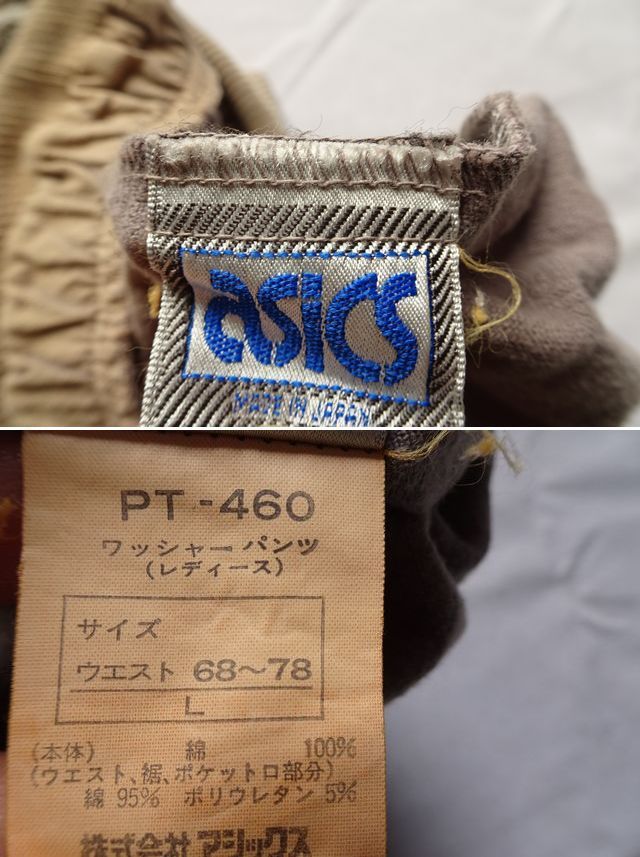 asics
MADE IN JAPAN
PT-460
ワッシャーパンツ
(レディース)
サイズ
ウエスト 68〜78
L
(本体) 綿 100%
(ウエスト、裾、ポケット口部分)
綿 95% ポリウレタン 5%
株式会社 アシックス